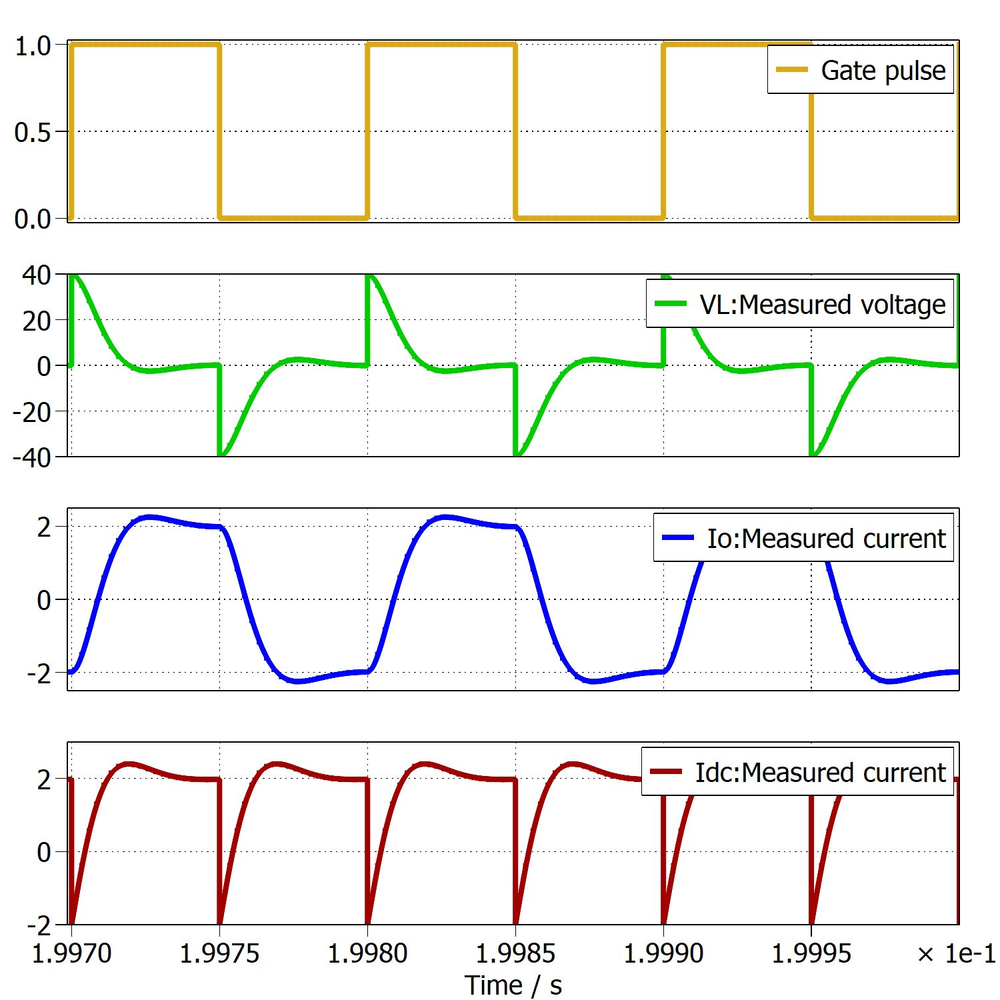 1.0
Gate pulse
0.5
0.0
40
VL:Measured voltage
20
0
-20
-40
2
Io:Measured current
0
-2
2
Idc:Measured current
0
-2
1.9970 1.9975 1.9980 1.9985 1.9990 1.9995 × 1e-1
Time / s